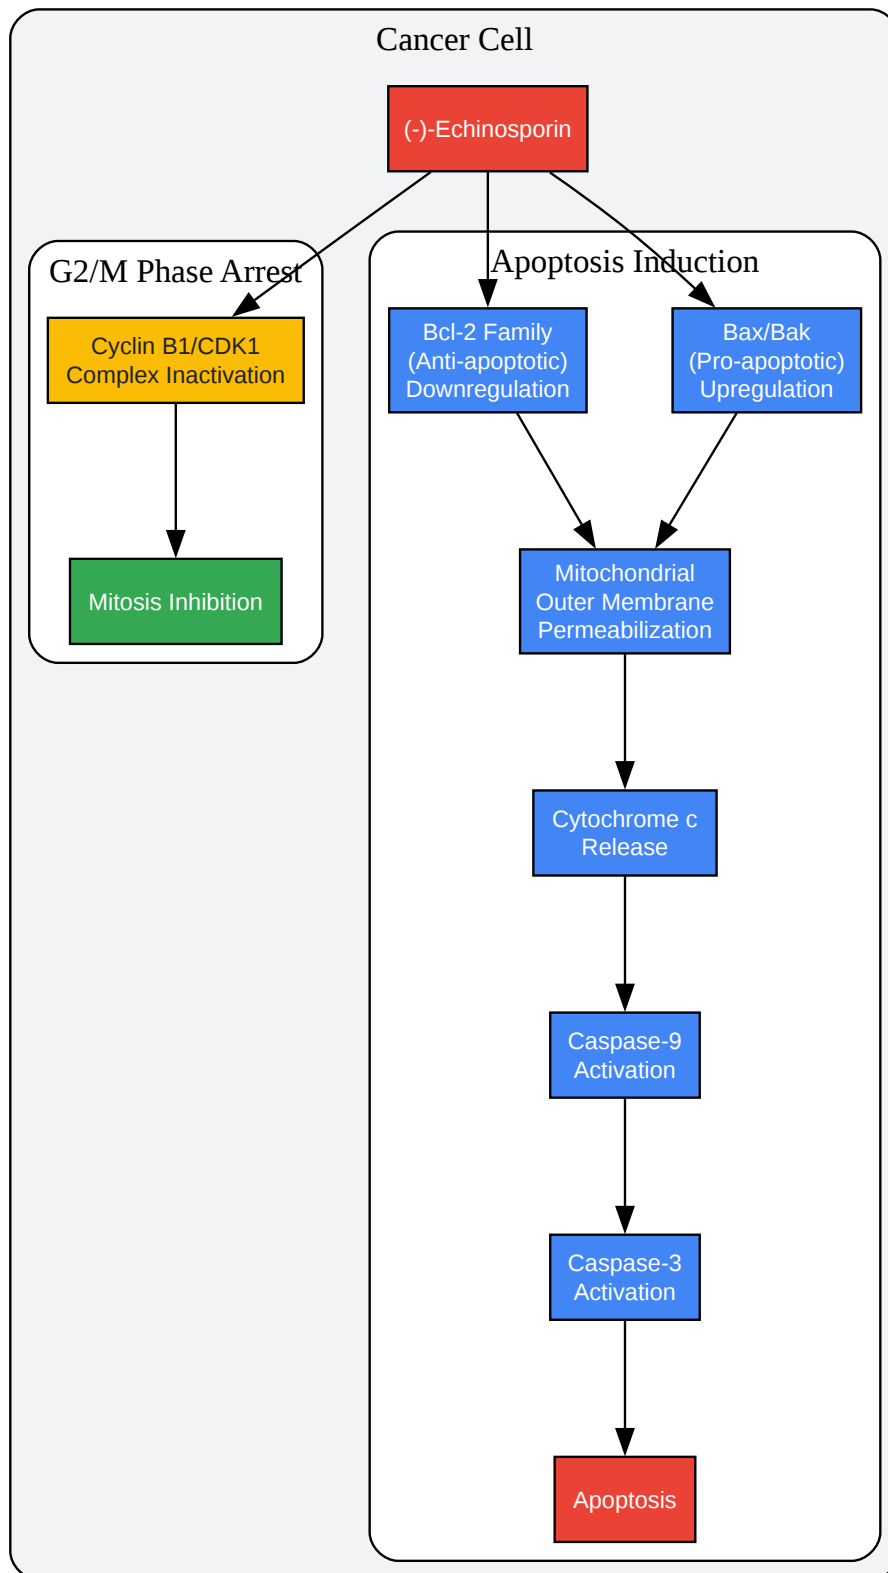 Cancer Cell
(-)-Echinosporin
G2/M Phase Arrest
Cyclin B1/CDK1
Complex Inactivation
Mitosis Inhibition
Apoptosis Induction
Bcl-2 Family
(Anti-apoptotic)
Downregulation
Bax/Bak
(Pro-apoptotic)
Upregulation
Mitochondrial
Outer Membrane
Permeabilization
Cytochrome c
Release
Caspase-9
Activation
Caspase-3
Activation
Apoptosis